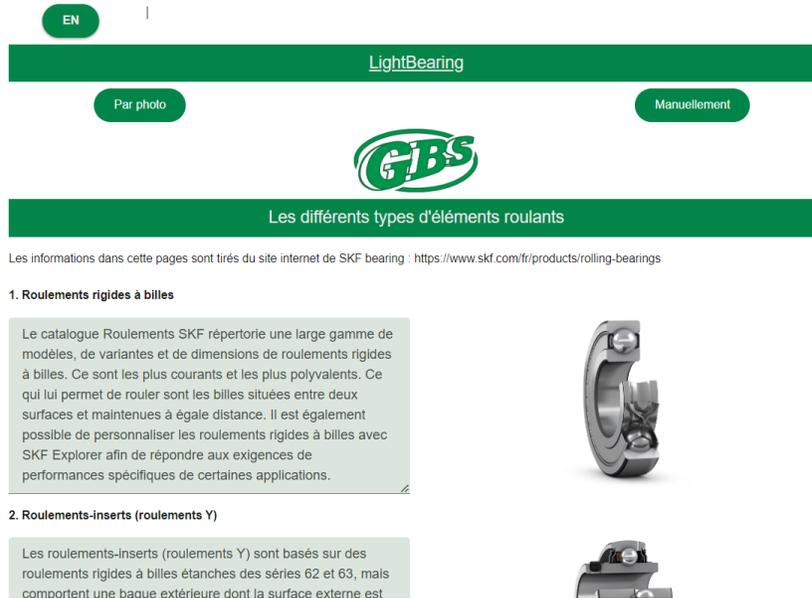 EN
LightBearing
Par photo
Manuellement
GBS
Les différents types d'éléments roulants
Les informations dans cette pages sont tirés du site internet de SKF bearing : https://www.skf.com/fr/products/rolling-bearings
1. Roulements rigides à billes
Le catalogue Roulements SKF répertorie une large gamme de
modèles, de variantes et de dimensions de roulements rigides
à billes. Ce sont les plus courants et les plus polyvalents. Ce
qui lui permet de rouler sont les billes situées entre deux
surfaces et maintenues à égale distance. Il est également
possible de personnaliser les roulements rigides à billes avec
SKF Explorer afin de répondre aux exigences de
performances spécifiques de certaines applications.
2. Roulements-inserts (roulements Y)
Les roulements-inserts (roulements Y) sont basés sur des
roulements rigides à billes étanches des séries 62 et 63, mais
comportent une bague extérieure dont la surface externe est